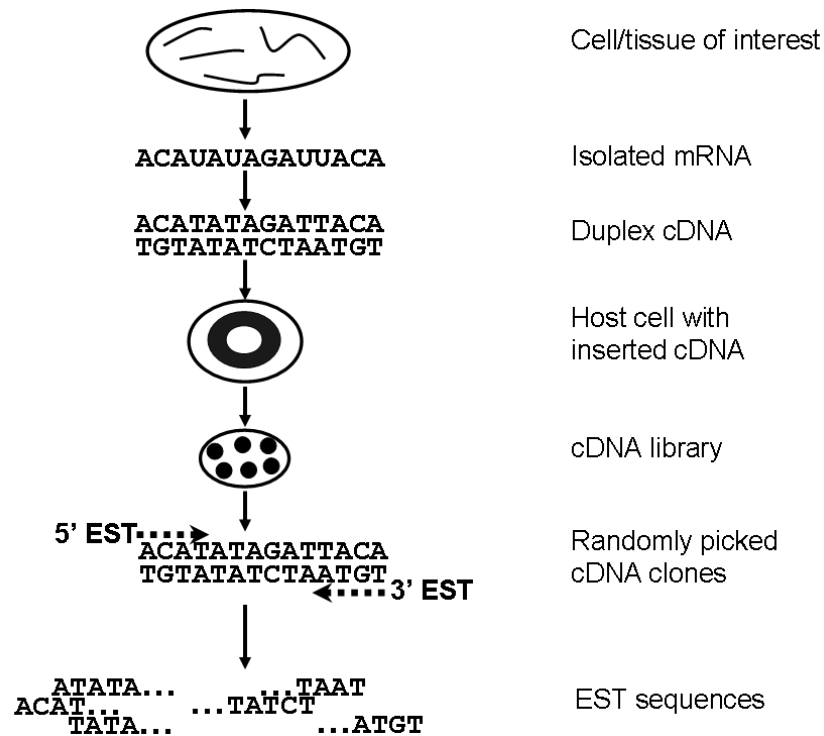 Cell/tissue of interest
ACAUAUAGAUUACA
Isolated mRNA
ACATATAGATTACA
TGTATATCTAATGT
Duplex cDNA
Host cell with
inserted cDNA
cDNA library
5’ EST
ACATATAGATTACA
TGTATATCTAATGT
3’ EST
Randomly picked
cDNA clones
ATATA... ...TAAT
ACAT... ...TATCT
TATA... ...ATGT
EST sequences